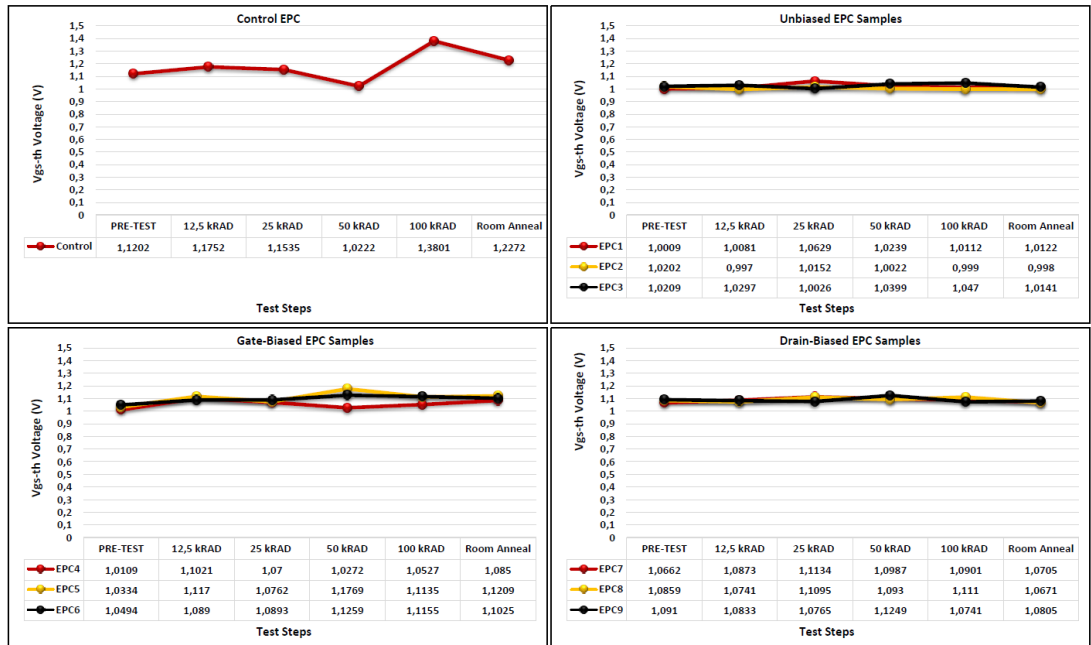 Control EPC
Vgs-th Voltage (V)
1,5
1,4
1,3
1,2
1,1
1
0,9
0,8
0,7
0,6
0,5
0,4
0,3
0,2
0,1
0
PRE-TEST 12,5 kRAD 25 kRAD 50 kRAD 100 kRAD Room Anneal
Control 1,1202 1,1752 1,1535 1,0222 1,3801 1,2272
Test Steps
Unbiased EPC Samples
Vgs-th Voltage (V)
1,5
1,4
1,3
1,2
1,1
1
0,9
0,8
0,7
0,6
0,5
0,4
0,3
0,2
0,1
0
PRE-TEST 12,5 kRAD 25 kRAD 50 kRAD 100 kRAD Room Anneal
EPC1 1,0009 1,0081 1,0629 1,0239 1,0112 1,0122
EPC2 1,0202 0,997 1,0152 1,0022 0,999 0,998
EPC3 1,0209 1,0297 1,0026 1,0399 1,047 1,0141
Test Steps
Gate-Biased EPC Samples
Vgs-th Voltage (V)
1,5
1,4
1,3
1,2
1,1
1
0,9
0,8
0,7
0,6
0,5
0,4
0,3
0,2
0,1
0
PRE-TEST 12,5 kRAD 25 kRAD 50 kRAD 100 kRAD Room Anneal
EPC4 1,0109 1,1021 1,07 1,0272 1,0527 1,085
EPC5 1,0334 1,117 1,0762 1,1769 1,1135 1,1209
EPC6 1,0494 1,089 1,0893 1,1259 1,1155 1,1025
Test Steps
Drain-Biased EPC Samples
Vgs-th Voltage (V)
1,5
1,4
1,3
1,2
1,1
1
0,9
0,8
0,7
0,6
0,5
0,4
0,3
0,2
0,1
0
PRE-TEST 12,5 kRAD 25 kRAD 50 kRAD 100 kRAD Room Anneal
EPC7 1,0662 1,0873 1,1134 1,0987 1,0901 1,0705
EPC8 1,0859 1,0741 1,1095 1,093 1,111 1,0671
EPC9 1,091 1,0833 1,0765 1,1249 1,0741 1,0805
Test Steps